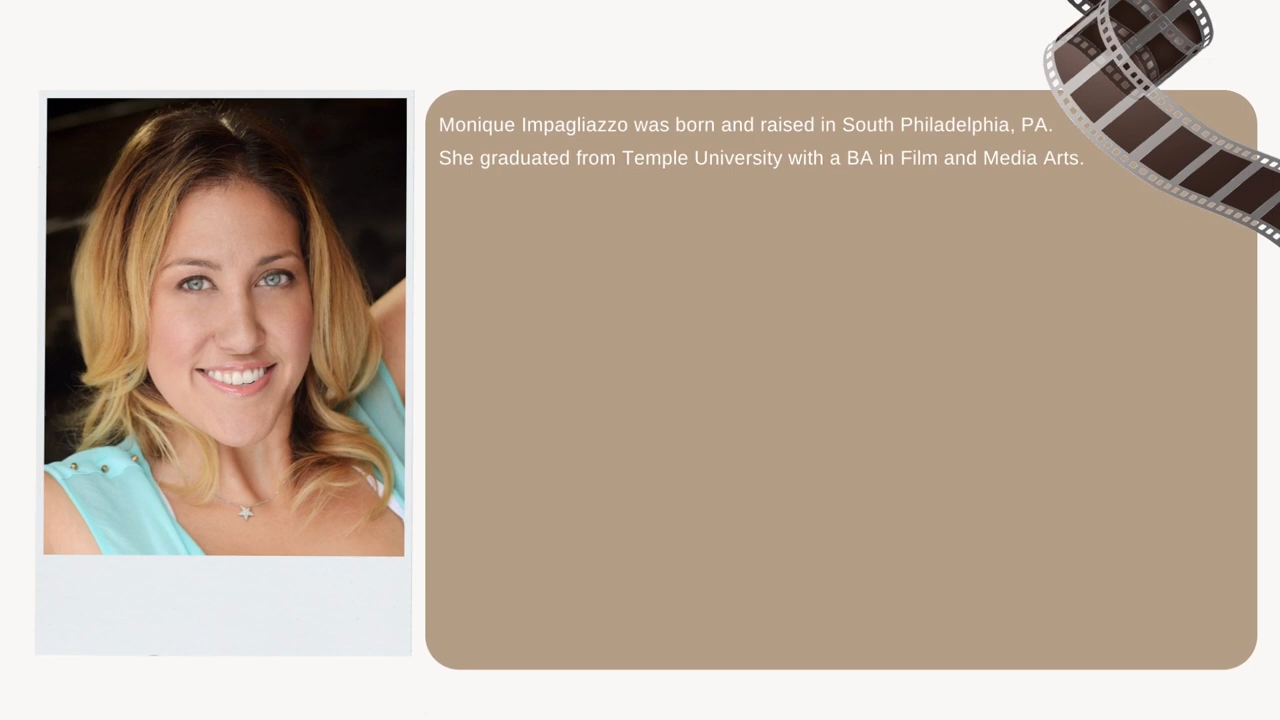 Monique Impagliazzo was born and raised in South Philadelphia, PA.
She graduated from Temple University with a BA in Film and Media Arts.